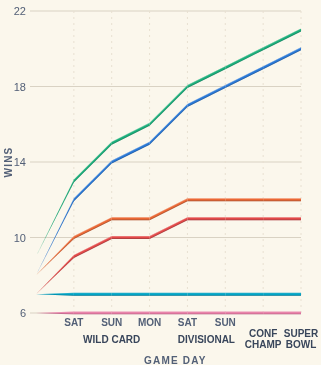 22
18
14
10
6
WINS
SAT SUN MON SAT SUN
WILD CARD DIVISIONAL CONF CHAMP SUPER BOWL
GAME DAY